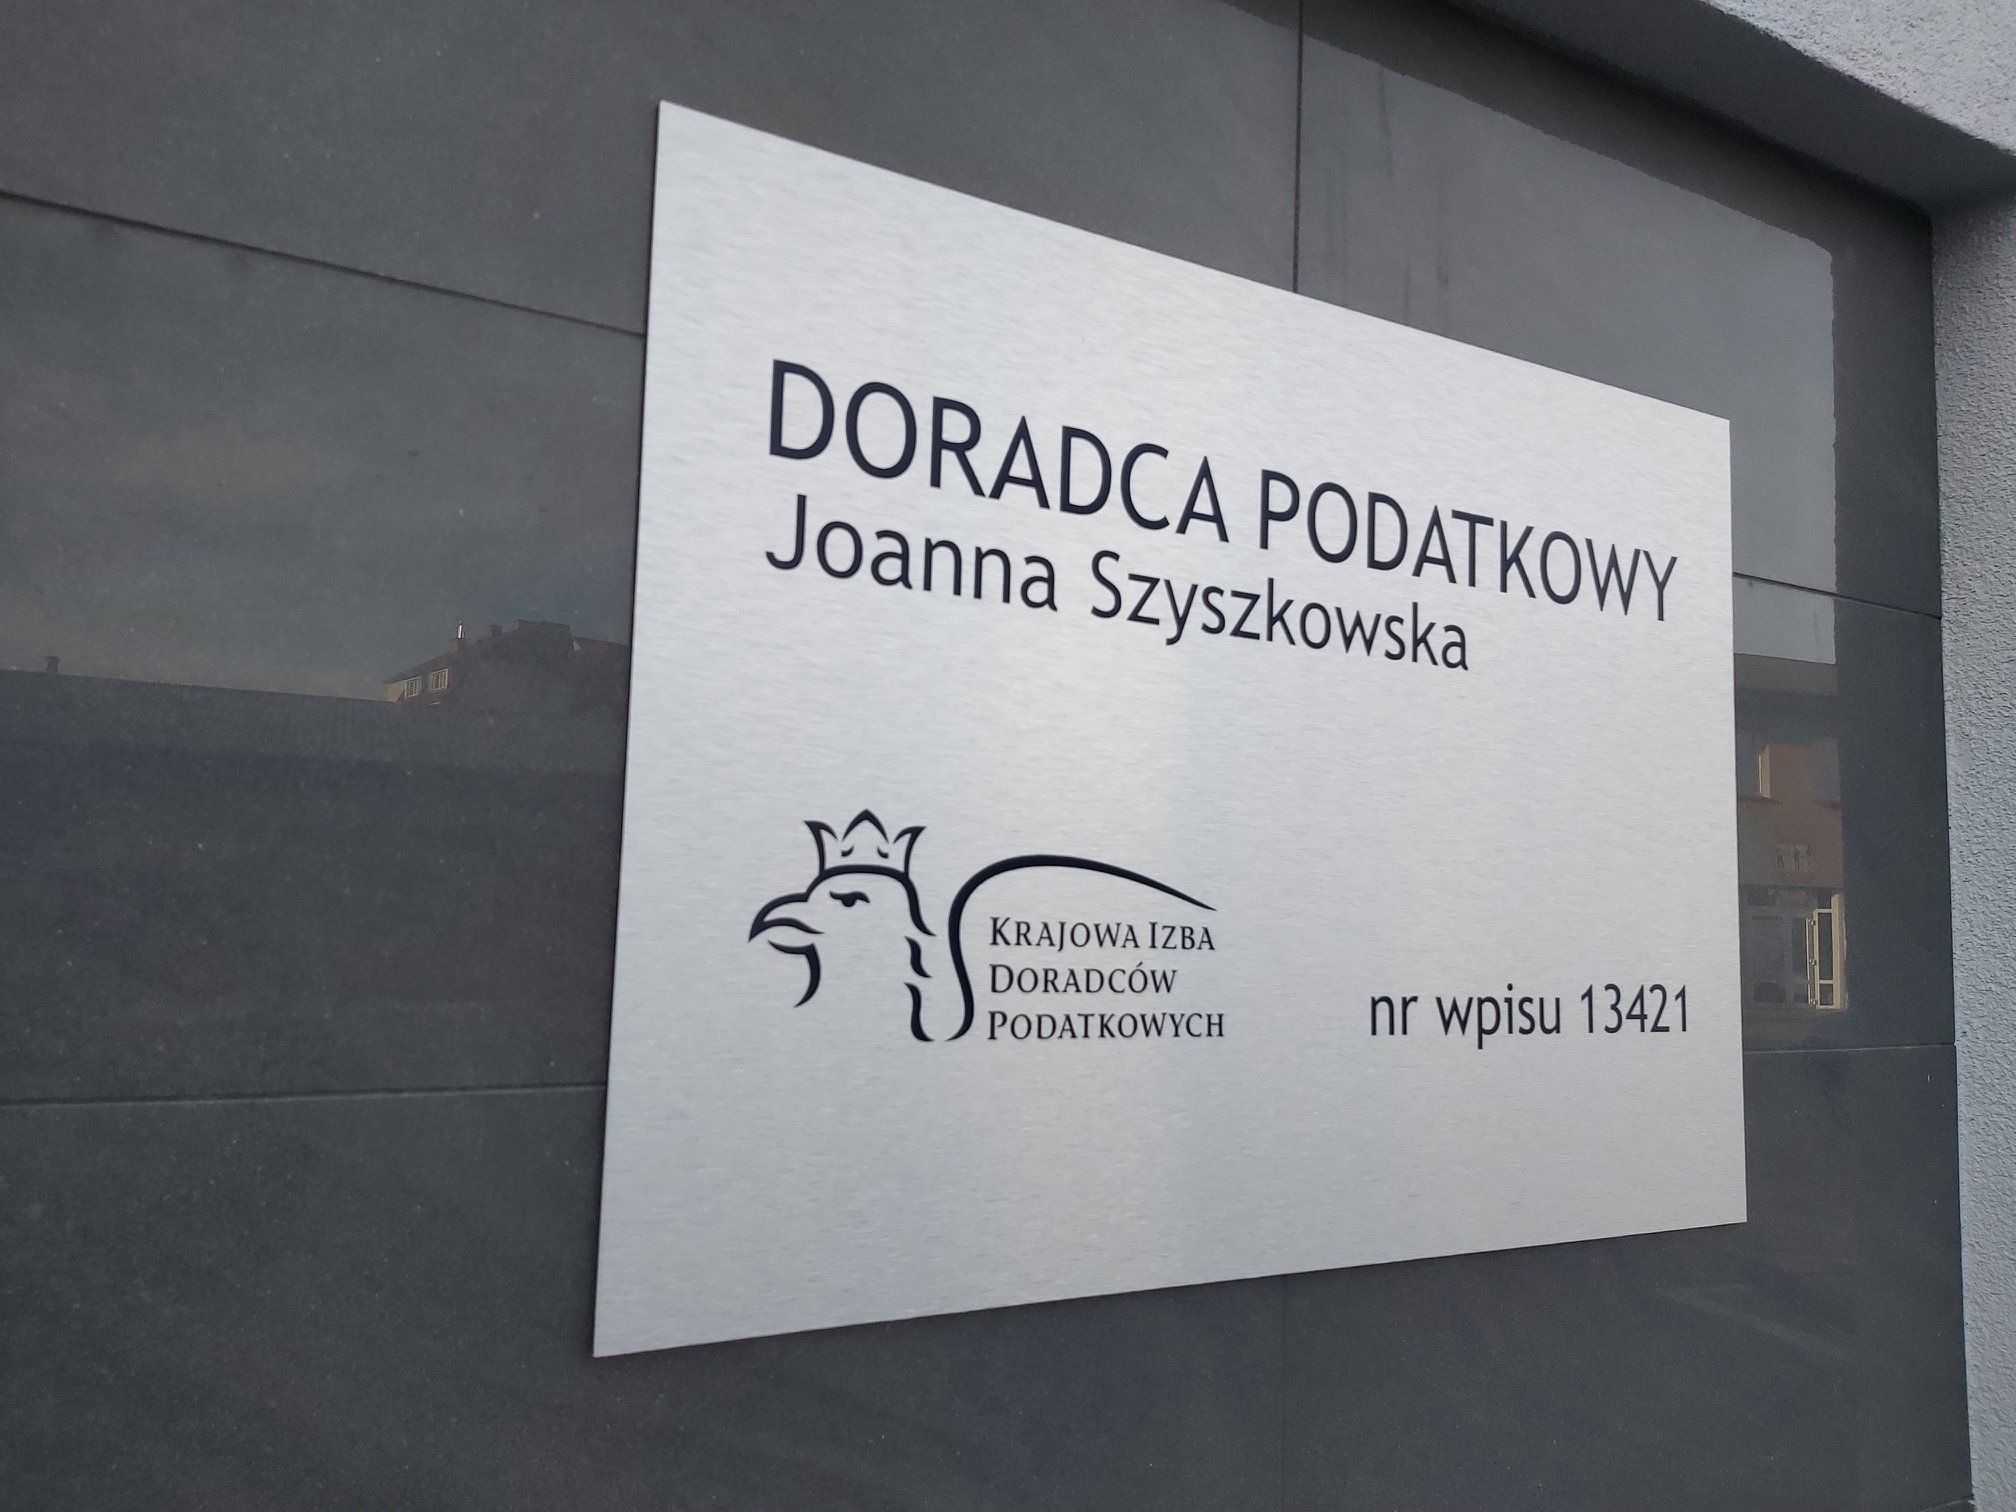 DORADCA PODATKOWY
Joanna Szyszkowska
KRAJOWA IZBA
DORADCÓW
PODATKOWYCH
nr wpisu 13421